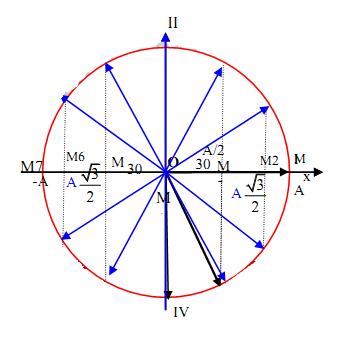 II
M7 M6 M 30 O 30 A/2 M M2 M
-A A √3/2 M A √3/2 A x
IV